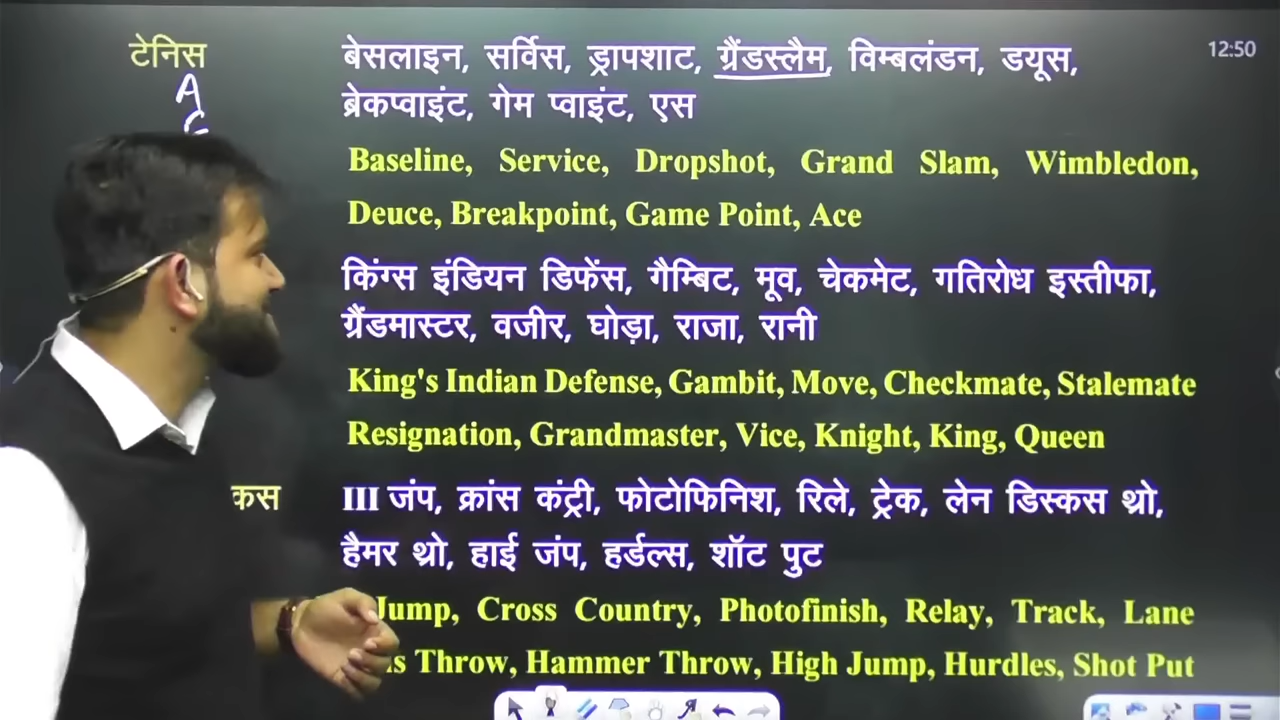 टेनिस
बेसलाइन, सर्विस, ड्रापशाट, ग्रैंडस्लैम, विम्बलंडन, डयूस,
12:50
A
ब्रेकप्वाइंट, गेम प्वाइंट, एस
Baseline, Service, Dropshot, Grand Slam, Wimbledon,
Deuce, Breakpoint, Game Point, Ace
किंग्स इंडियन डिफेंस, गैम्बिट, मूव, चेकमेट, गतिरोध इस्तीफा,
ग्रैंडमास्टर, वजीर, घोड़ा, राजा, रानी
King's Indian Defense, Gambit, Move, Checkmate, Stalemate
Resignation, Grandmaster, Vice, Knight, King, Queen
कस
III जंप, क्रांस कंट्री, फोटोफिनिश, रिले, ट्रेक, लेन डिस्कस थ्रो,
हैमर थ्रो, हाई जंप, हर्डल्स, शॉट पुट
Jump, Cross Country, Photofinish, Relay, Track, Lane
Throw, Hammer Throw, High Jump, Hurdles, Shot Put